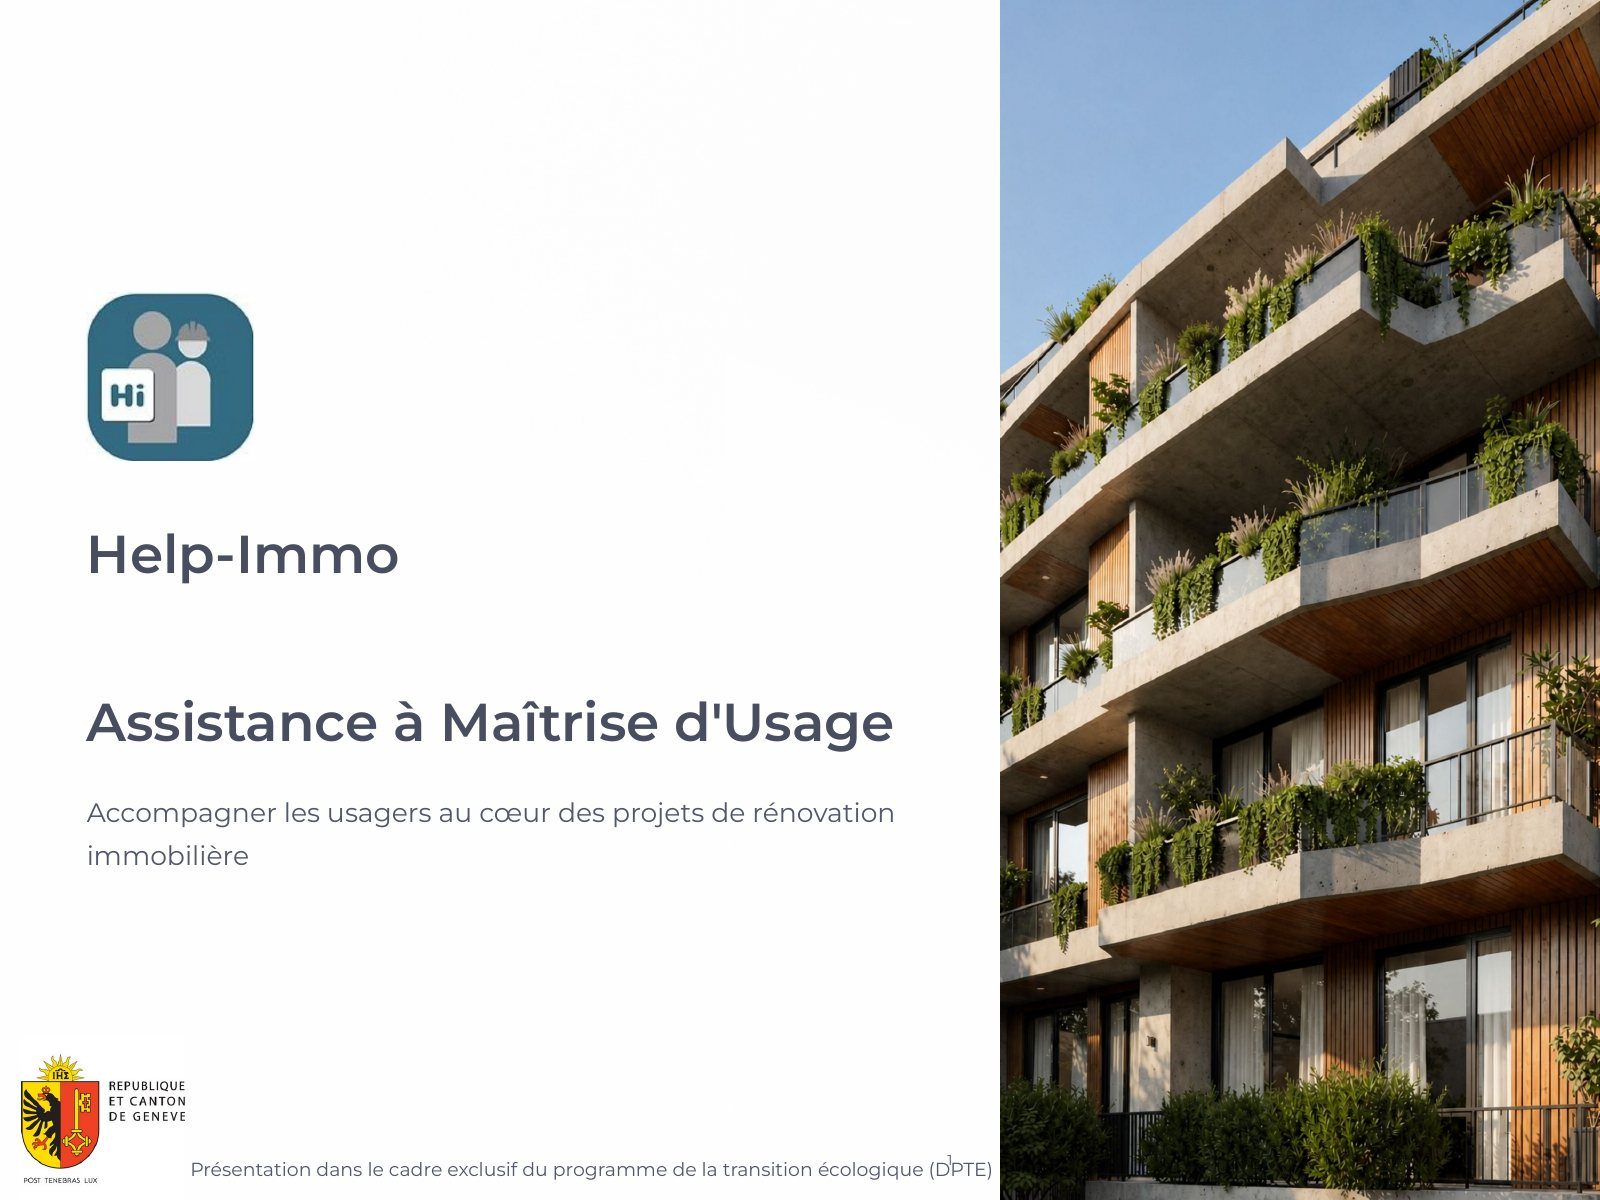 Hi
Help-Immo
Assistance à Maîtrise d'Usage
Accompagner les usagers au cœur des projets de rénovation
immobilière
IHΣ
REPUBLIQUE
ET CANTON
DE GENEVE
POST TENEBRAS LUX
Présentation dans le cadre exclusif du programme de la transition écologique (DPTE)
1